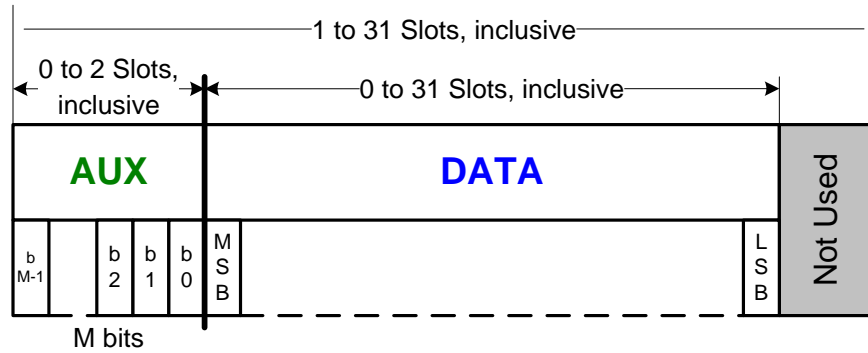 1 to 31 Slots, inclusive
0 to 2 Slots,
inclusive
0 to 31 Slots, inclusive
AUX
DATA
Not Used
b
M-1
b
2
b
1
b
0
M
S
B
L
S
B
M bits